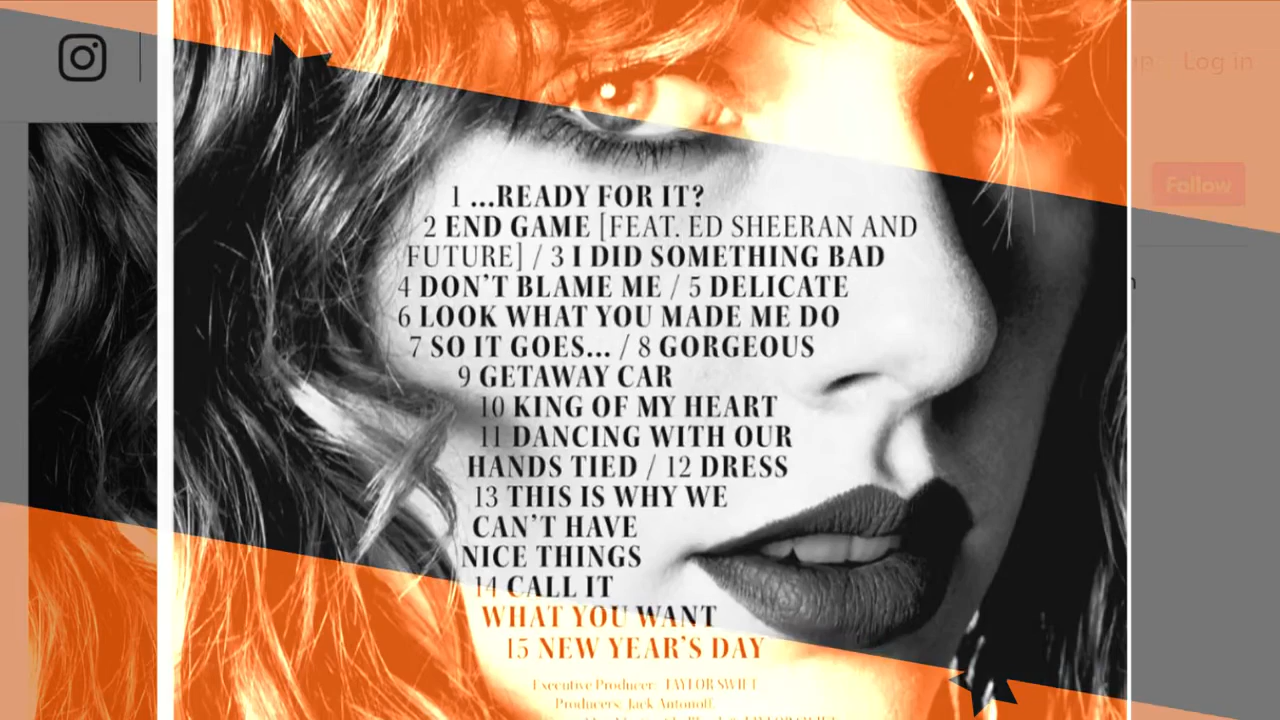 Log in
Follow
1 ...READY FOR IT?
2 END GAME [FEAT. ED SHEERAN AND
FUTURE] / 3 I DID SOMETHING BAD
4 DON'T BLAME ME / 5 DELICATE
6 LOOK WHAT YOU MADE ME DO
7 SO IT GOES... / 8 GORGEOUS
9 GETAWAY CAR
10 KING OF MY HEART
11 DANCING WITH OUR
HANDS TIED / 12 DRESS
13 THIS IS WHY WE
CAN'T HAVE
NICE THINGS
14 CALL IT
WHAT YOU WANT
15 NEW YEAR'S DAY
Executive Producer: TAYLOR SWIFT
Producers: Jack Antonoff